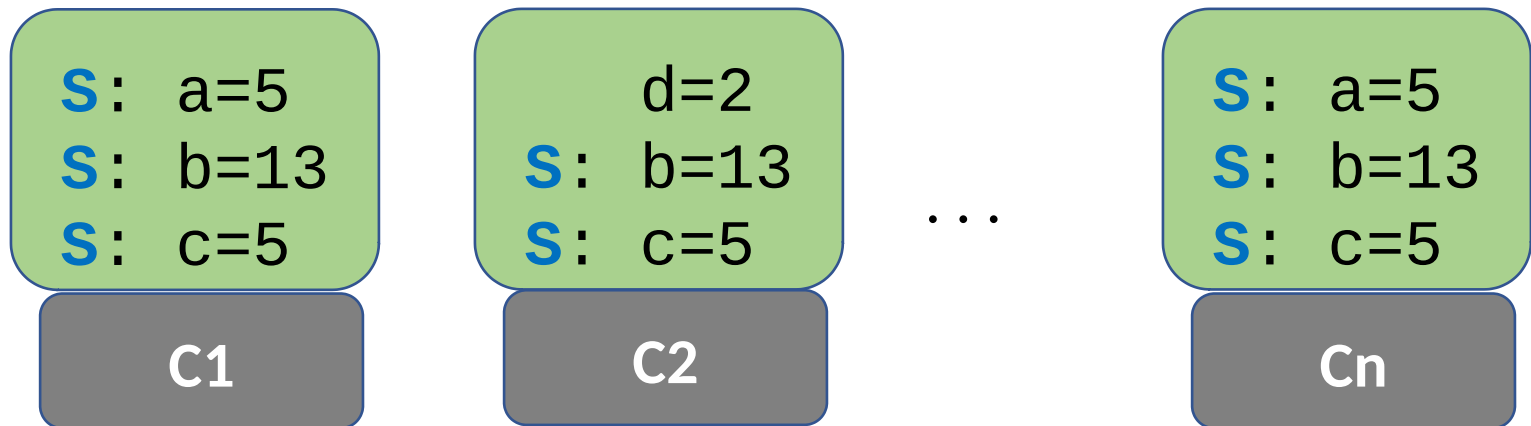 S: a=5
S: b=13
S: c=5
C1
d=2
S: b=13
S: c=5
C2
...
S: a=5
S: b=13
S: c=5
Cn